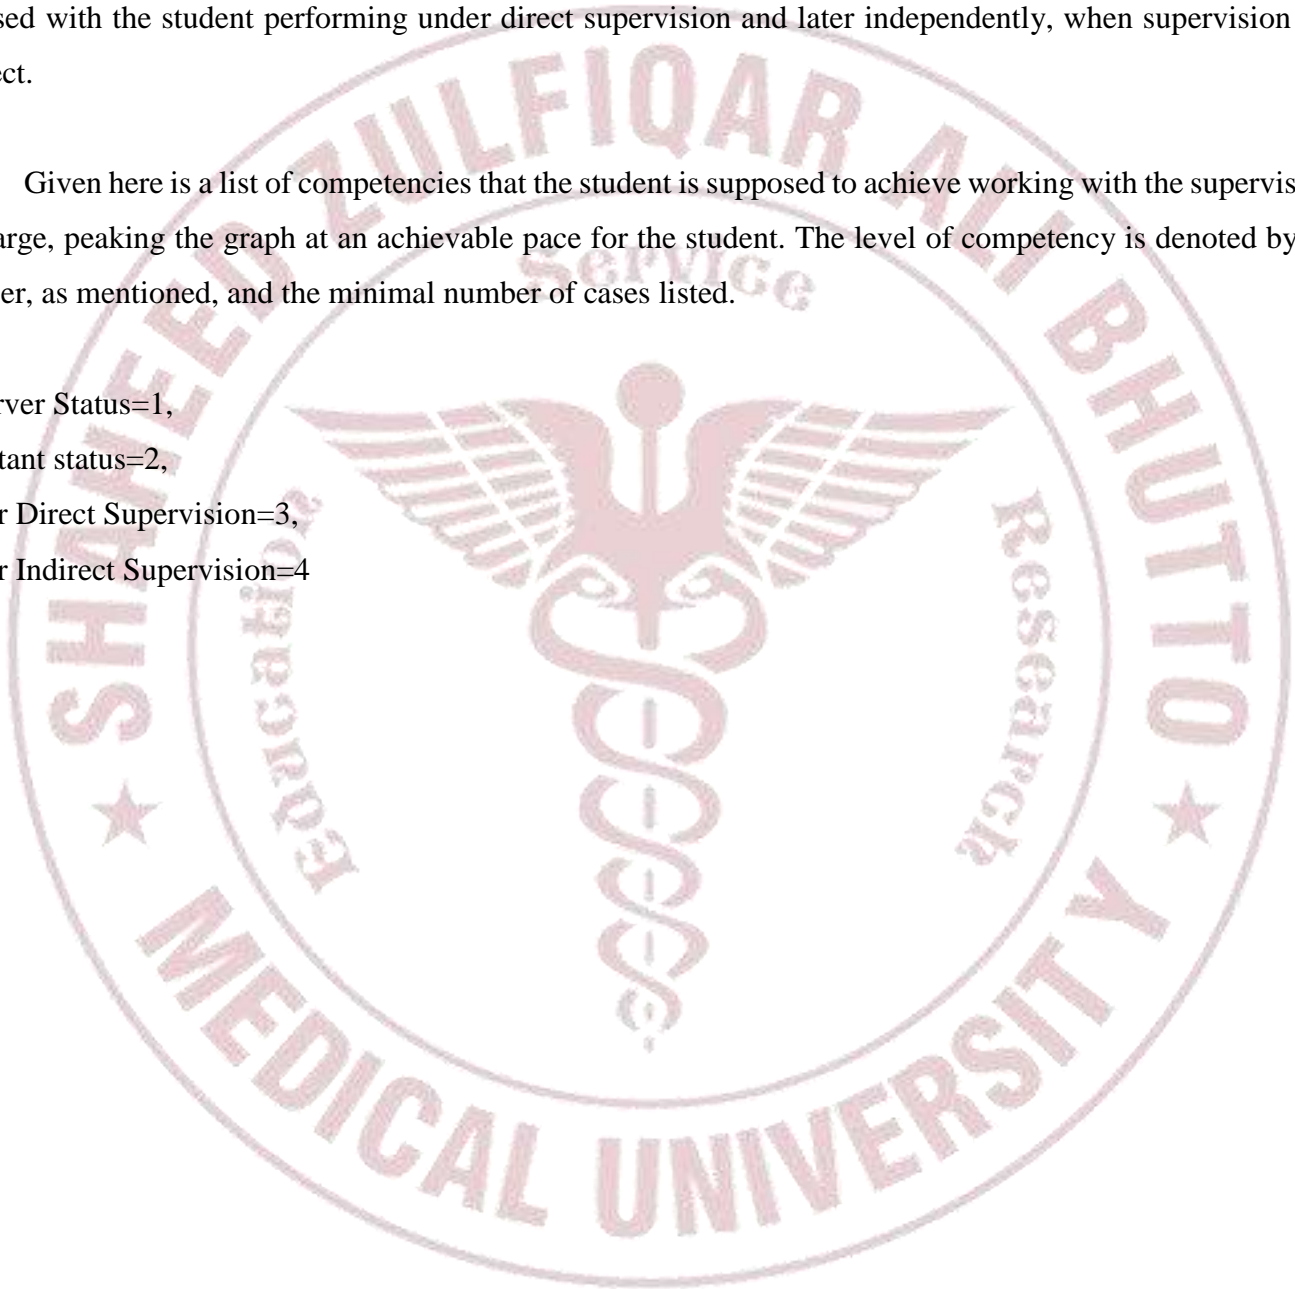 sed with the student performing under direct supervision and later independently, when supervision
ect.
Given here is a list of competencies that the student is supposed to achieve working with the supervis
arge, peaking the graph at an achievable pace for the student. The level of competency is denoted by
er, as mentioned, and the minimal number of cases listed.
rver Status=1,
tant status=2,
r Direct Supervision=3,
r Indirect Supervision=4
SHAHEED ZULFIQAR ALI BHUTTO
MEDICAL UNIVERSITY
Service
Education
Research